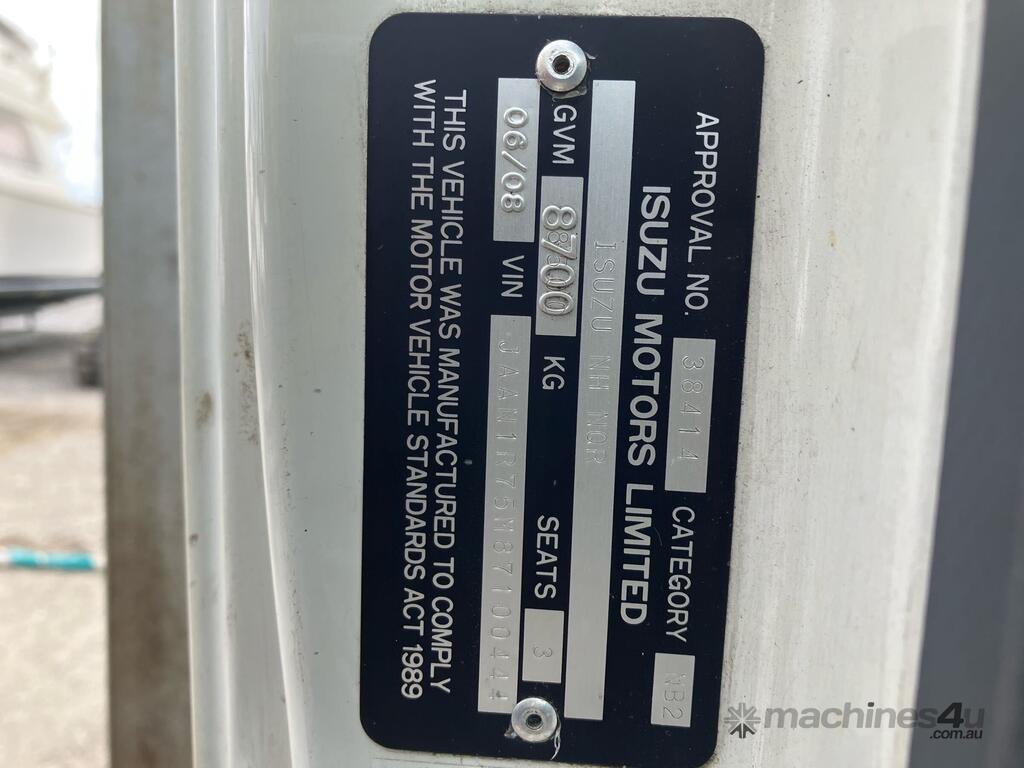 APPROVAL NO. 38414 CATEGORY NB2
ISUZU MOTORS LIMITED
ISUZU NH NQR
GVM 8700 KG SEATS 3
06/08 VIN JAAN1R75M87100444
THIS VEHICLE WAS MANUFACTURED TO COMPLY
WITH THE MOTOR VEHICLE STANDARDS ACT 1989
machines4u
.com.au